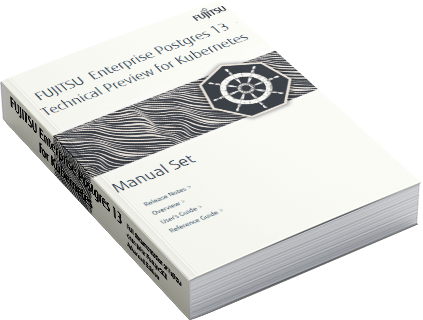 FUJITSU
FUJITSU Enterprise Postgres 13
Technical Preview for Kubernetes
Manual Set
Release Notes >
Overview >
User's Guide >
Reference Guide >
FUJITSU Enterprise Postgres 13
for Kubernetes